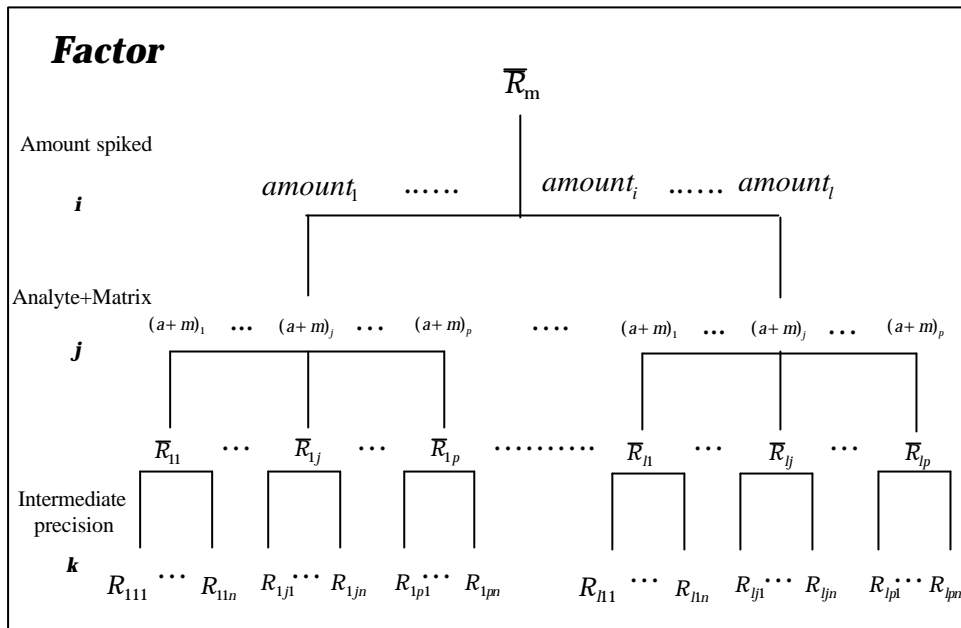 Factor
R̅ₘ
Amount spiked
amount₁ ...... amountᵢ ...... amountₗ
i
Analyte+Matrix
(a+m)₁ ... (a+m)ⱼ ... (a+m)ₚ .... (a+m)₁ ... (a+m)ⱼ ... (a+m)ₚ
j
R̅₁₁ ... R̅₁ⱼ ... R̅₁ₚ .......... R̅ₗ₁ ... R̅ₗⱼ ... R̅ₗₚ
Intermediate
precision
k
R₁₁₁ ... R₁₁ₙ R₁ⱼ₁ ... R₁ⱼₙ R₁ₚ₁ ... R₁ₚₙ Rₗ₁₁ ... Rₗ₁ₙ Rₗⱼ₁ ... Rₗⱼₙ Rₗₚ₁ ... Rₗₚₙ